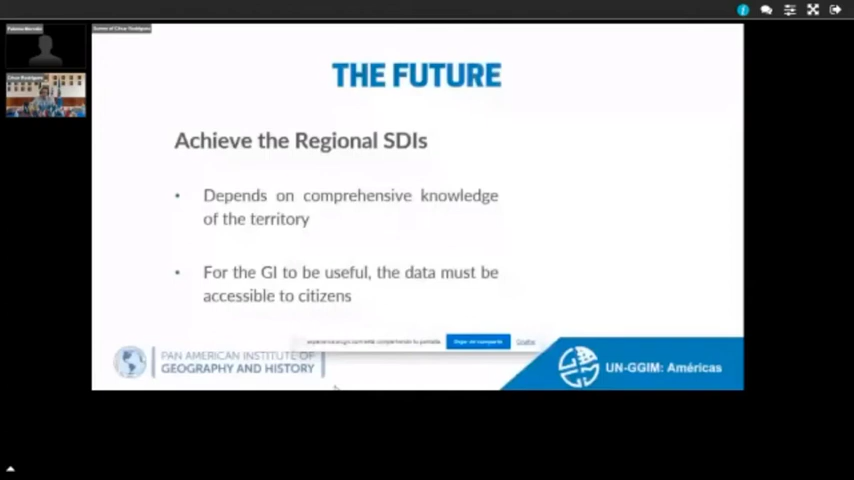 THE FUTURE
Achieve the Regional SDIs
• Depends on comprehensive knowledge
of the territory
• For the GI to be useful, the data must be
accessible to citizens
PAN AMERICAN INSTITUTE OF
GEOGRAPHY AND HISTORY
UN-GGIM: Américas